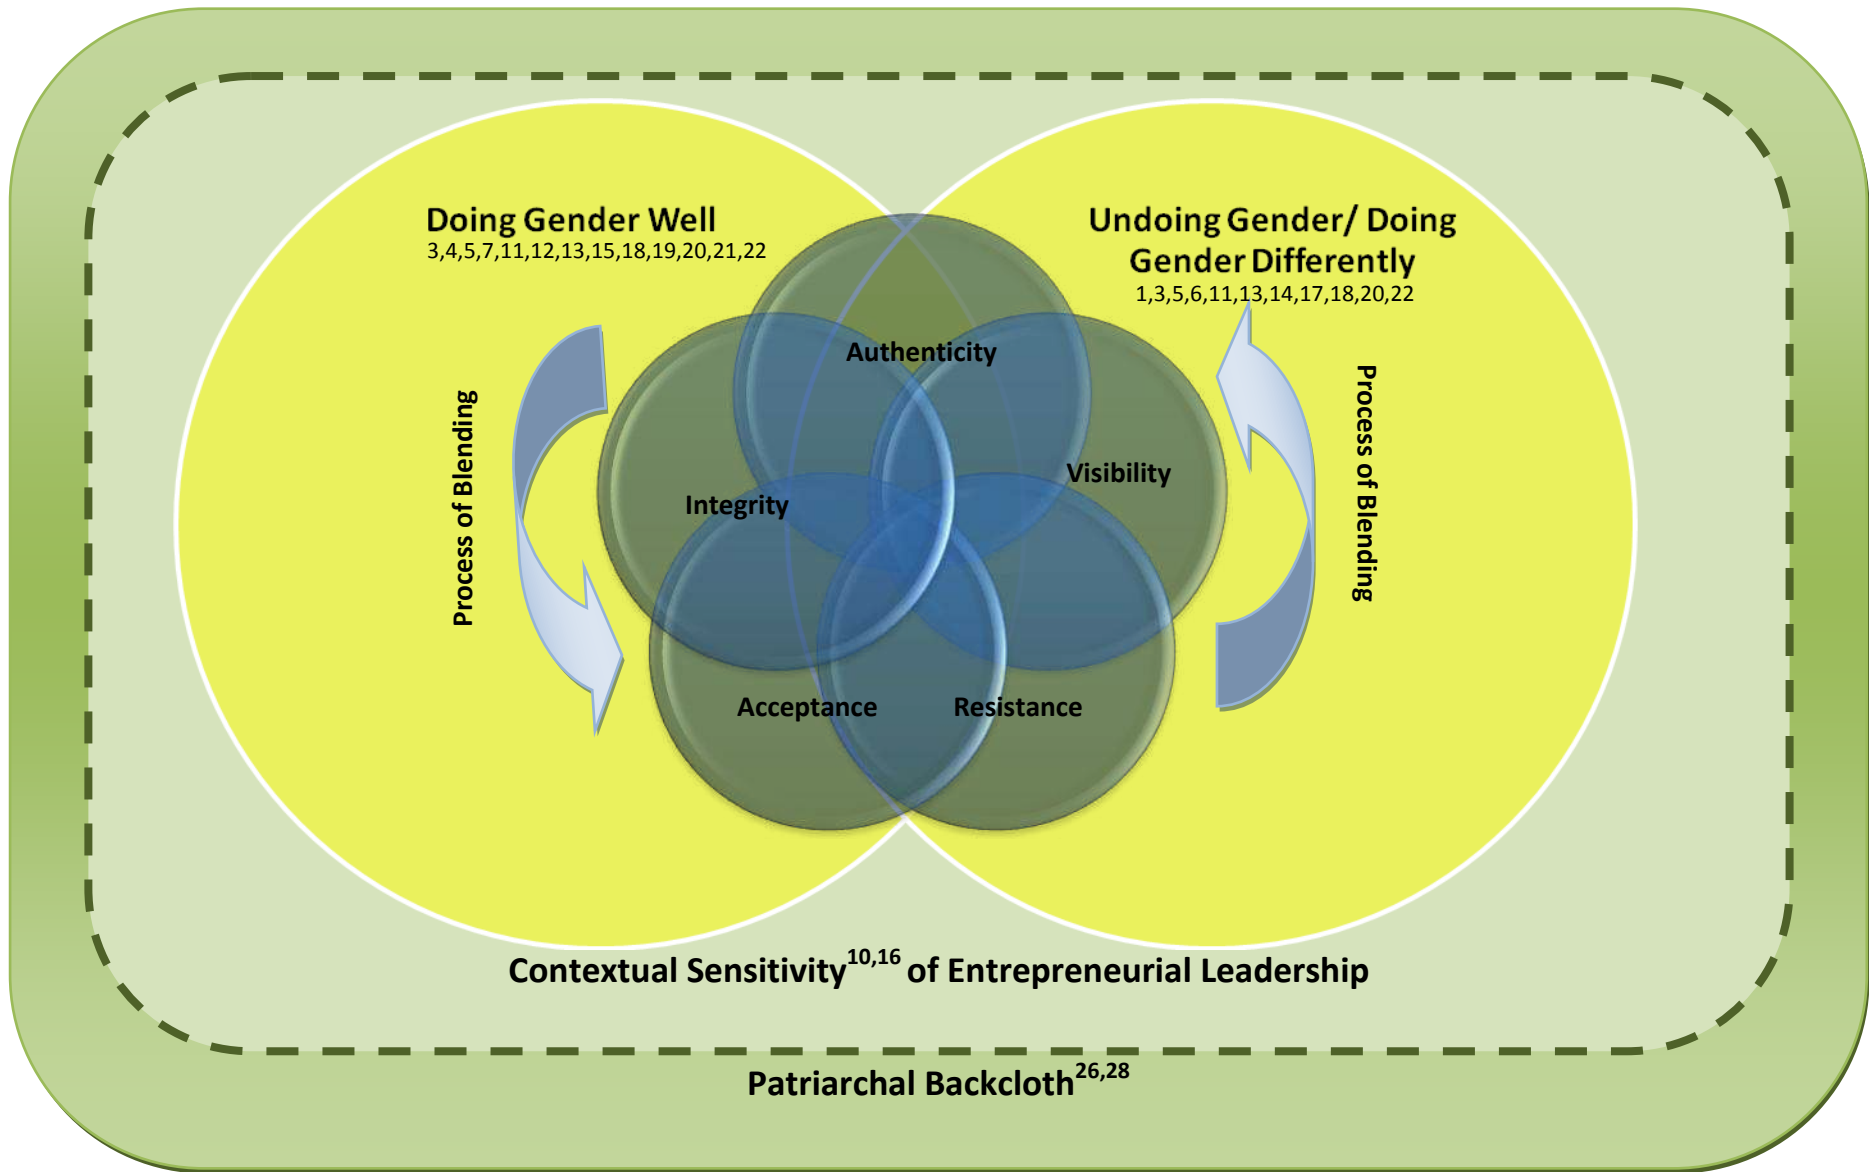 Doing Gender Well
3,4,5,7,11,12,13,15,18,19,20,21,22
Undoing Gender/ Doing
Gender Differently
1,3,5,6,11,13,14,17,18,20,22
Process of Blending
Authenticity
Visibility
Integrity
Acceptance
Resistance
Process of Blending
Contextual Sensitivity10,16 of Entrepreneurial Leadership
Patriarchal Backcloth26,28